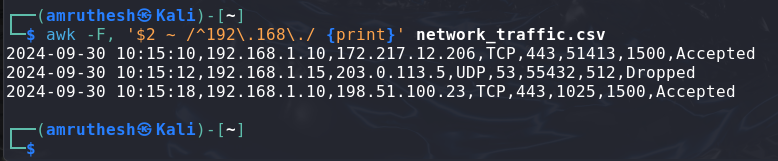 ┌──(amruthesh㉿Kali)-[~]
└─$ awk -F, '$2 ~ /^192\.168\./ {print}' network_traffic.csv
2024-09-30 10:15:10,192.168.1.10,172.217.12.206,TCP,443,51413,1500,Accepted
2024-09-30 10:15:12,192.168.1.15,203.0.113.5,UDP,53,55432,512,Dropped
2024-09-30 10:15:18,192.168.1.10,198.51.100.23,TCP,443,1025,1500,Accepted
┌──(amruthesh㉿Kali)-[~]
└─$